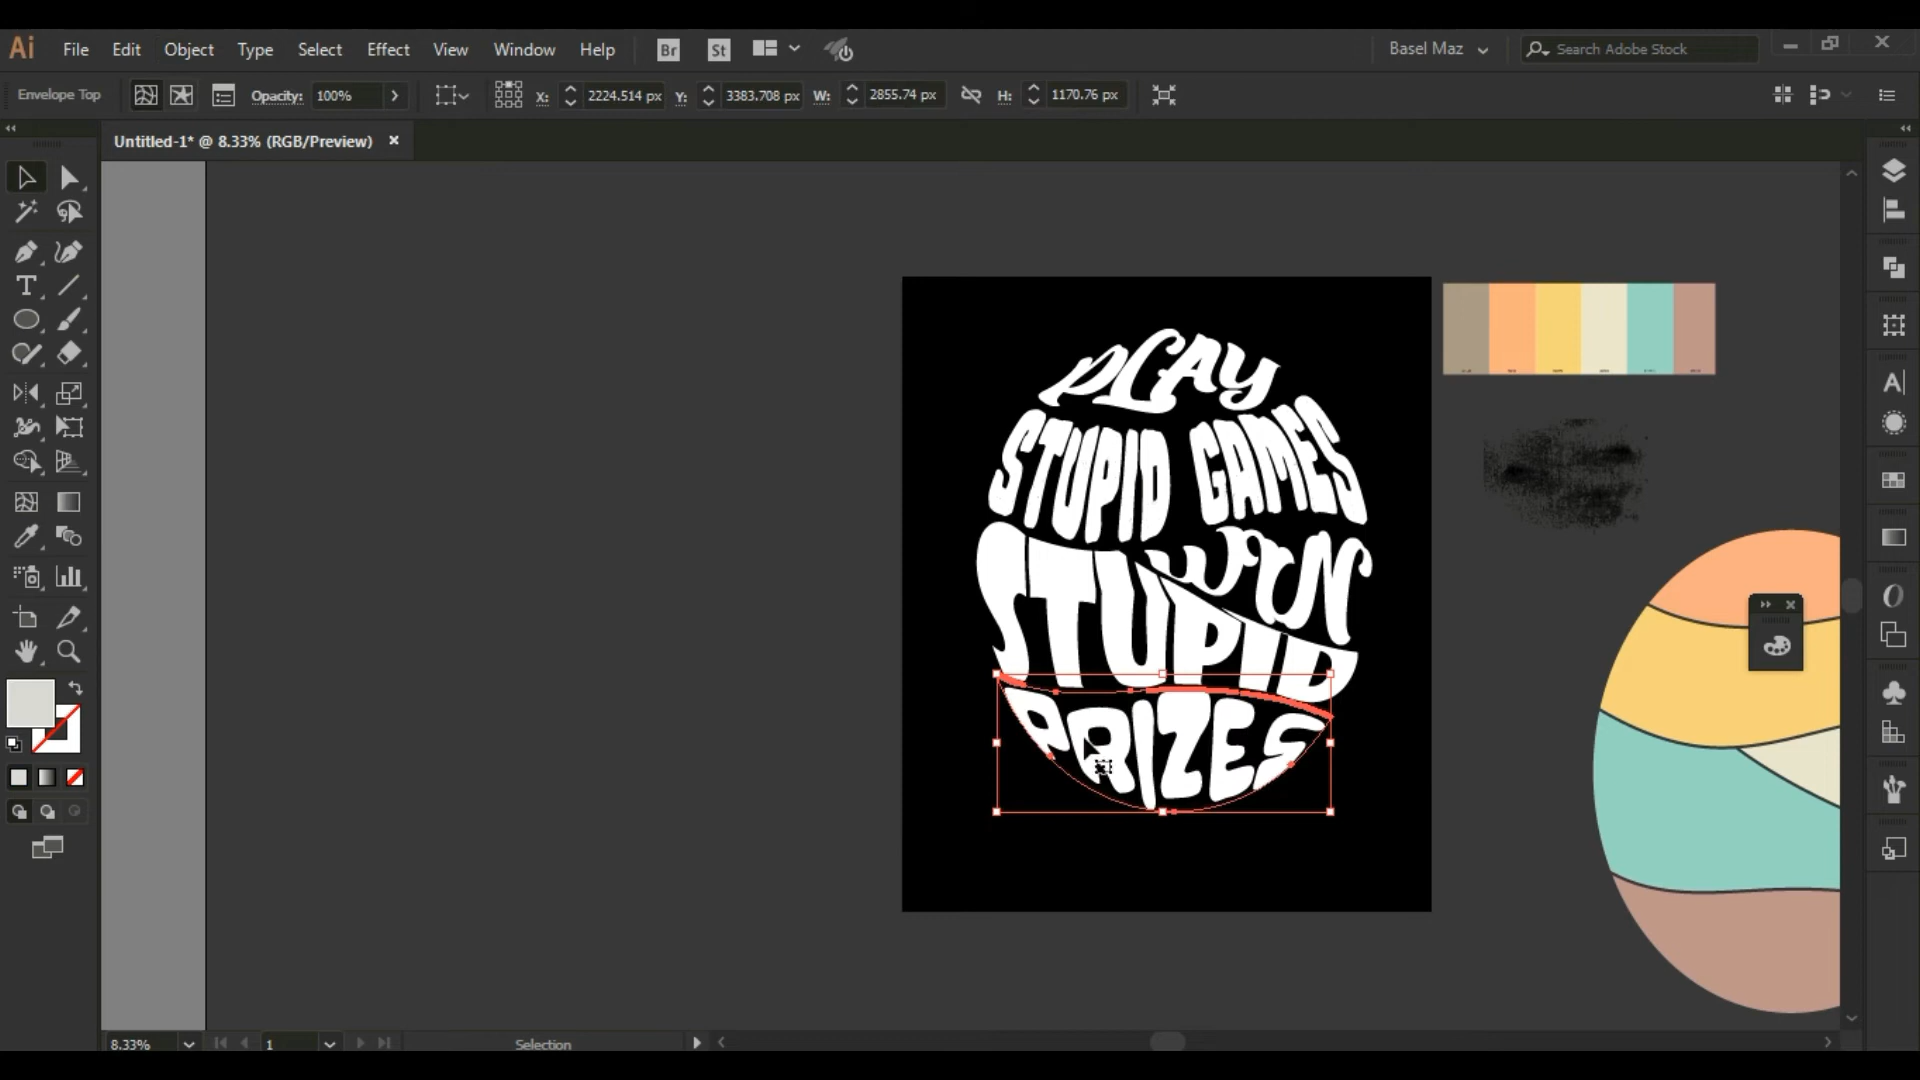 Ai File Edit Object Type Select Effect View Window Help Br St Basel Maz Search Adobe Stock
Envelope Top Opacity: 100% X: 2224.514 px Y: 3383.708 px W: 2855.74 px H: 1170.76 px
Untitled-1* @ 8.33% (RGB/Preview)
PLAY
STUPID GAMES
WIN
STUPID
PRIZES
8.33% 1 Selection